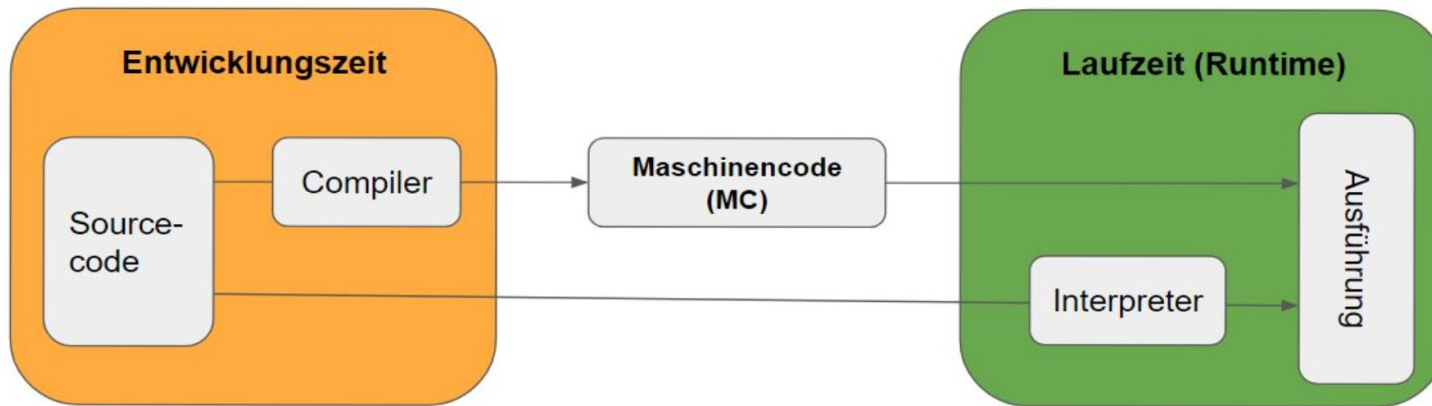 Entwicklungszeit
Laufzeit (Runtime)
Source-
code
Compiler
Maschinencode
(MC)
Interpreter
Ausführung